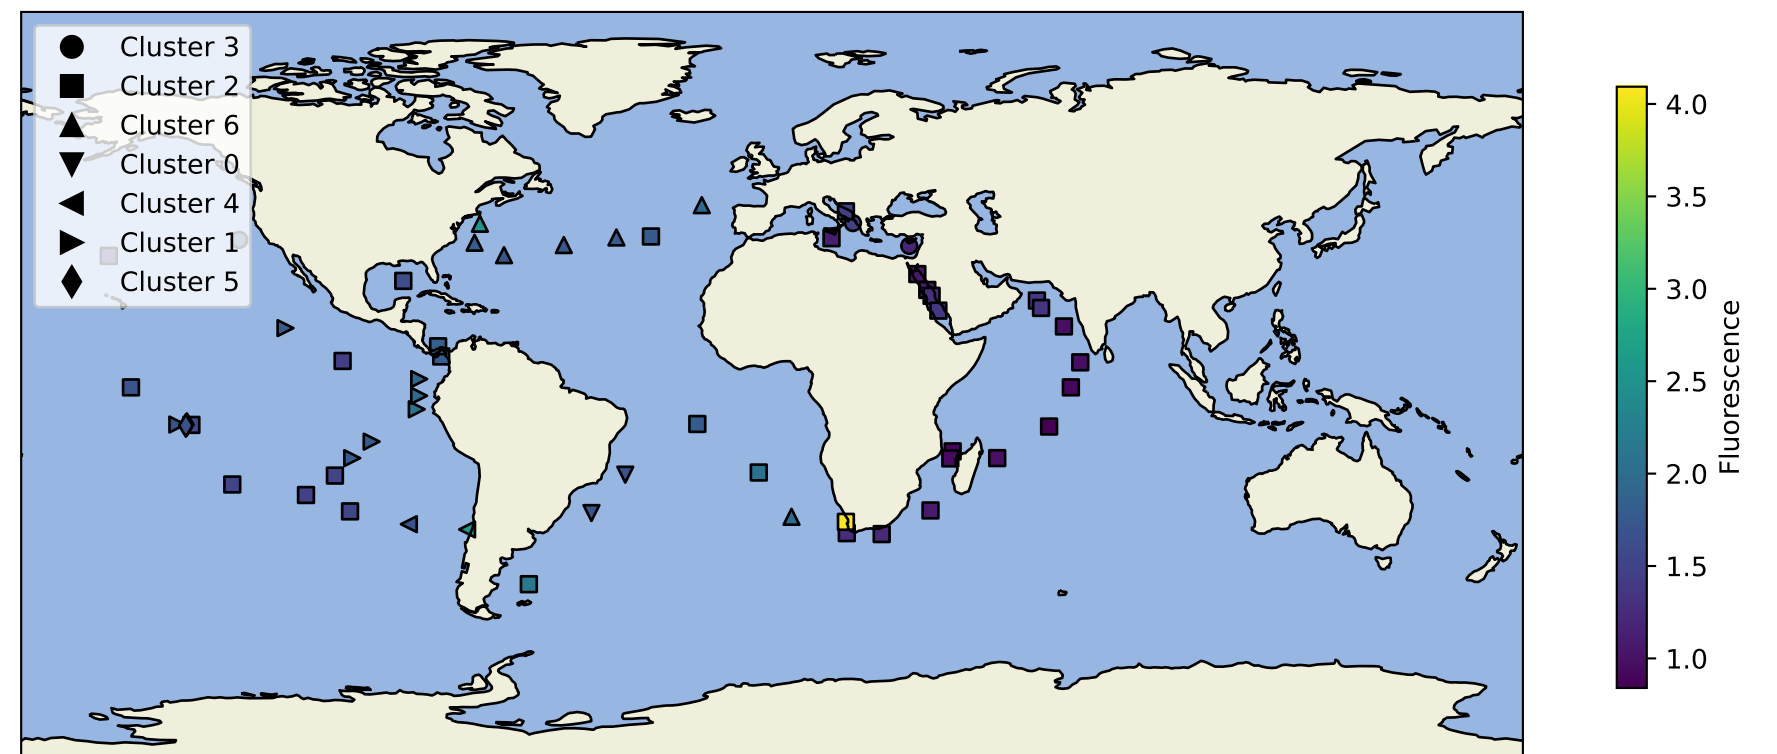 Cluster 3
Cluster 2
Cluster 6
Cluster 0
Cluster 4
Cluster 1
Cluster 5
4.0
3.5
3.0
2.5
2.0
1.5
1.0
Fluorescence